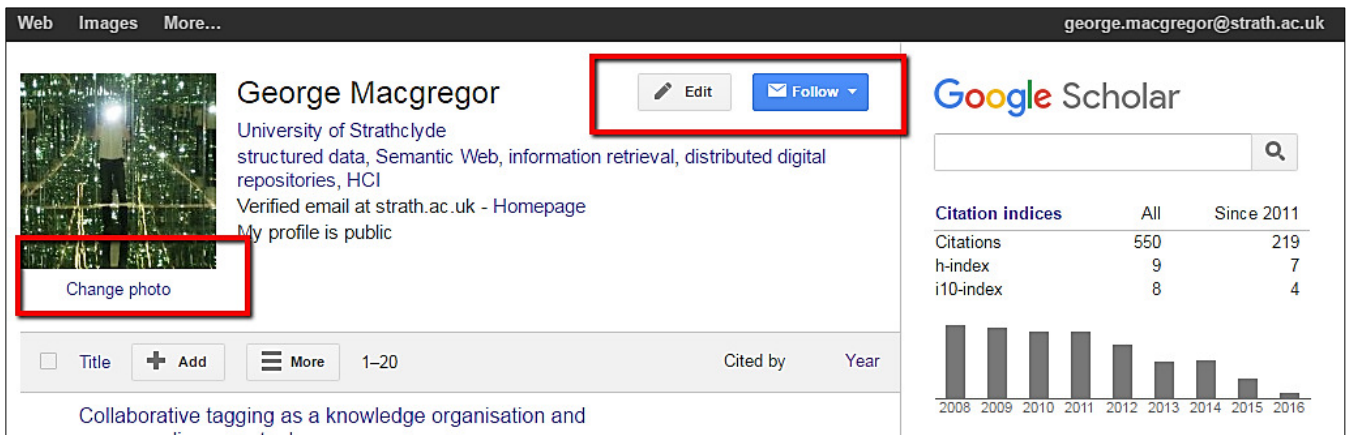 Web Images More...
george.macgregor@strath.ac.uk
George Macgregor
Edit
Follow
University of Strathclyde
structured data, Semantic Web, information retrieval, distributed digital
repositories, HCI
Verified email at strath.ac.uk - Homepage
My profile is public
Change photo
Title Add More 1–20 Cited by Year
Collaborative tagging as a knowledge organisation and
Google Scholar
Citation indices All Since 2011
Citations 550 219
h-index 9 7
i10-index 8 4
2008 2009 2010 2011 2012 2013 2014 2015 2016